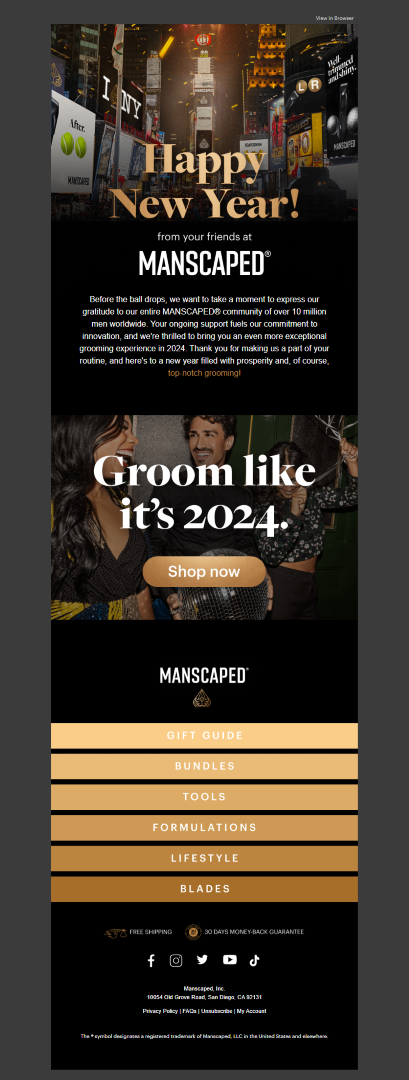 View in Browser
I NY
After.
MANSCAPED
Well-
trimmed
and shiny.
L R
MANSCAPED
Happy
New Year!
from your friends at
MANSCAPED®
Before the ball drops, we want to take a moment to express our
gratitude to our entire MANSCAPED® community of over 10 million
men worldwide. Your ongoing support fuels our commitment to
innovation, and we're thrilled to bring you an even more exceptional
grooming experience in 2024. Thank you for making us a part of your
routine, and here's to a new year filled with prosperity and, of course,
top-notch grooming!
Groom like
it's 2024.
Shop now
MANSCAPED®
GIFT GUIDE
BUNDLES
TOOLS
FORMULATIONS
LIFESTYLE
BLADES
FREE SHIPPING
30 DAYS MONEY-BACK GUARANTEE
Manscaped, Inc.
10054 Old Grove Road, San Diego, CA 92131
Privacy Policy | FAQs | Unsubscribe | My Account
The ® symbol designates a registered trademark of Manscaped, LLC in the United States and elsewhere.